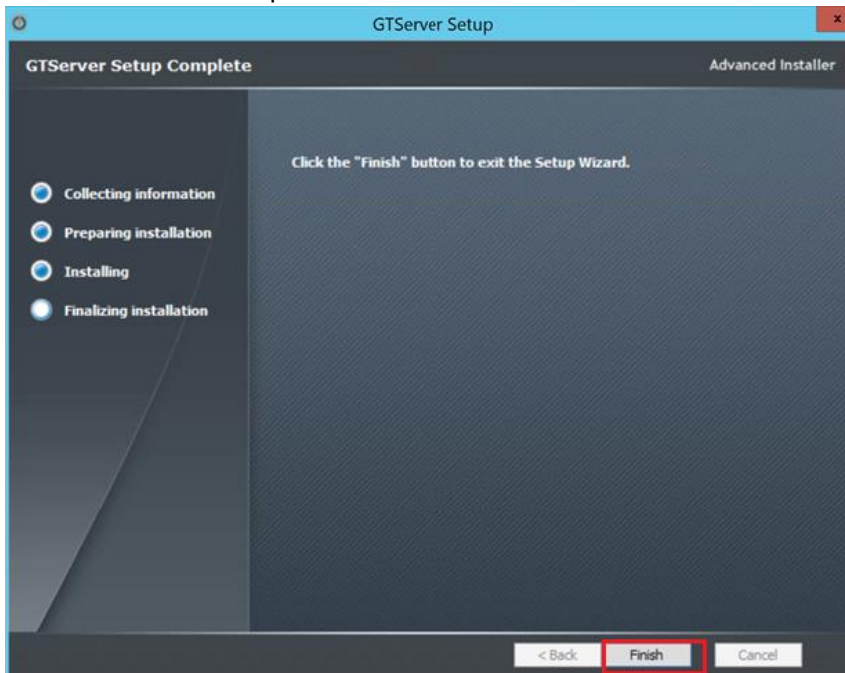 GTServer Setup
x
GTServer Setup Complete
Advanced Installer
Click the "Finish" button to exit the Setup Wizard.
Collecting information
Preparing installation
Installing
Finalizing installation
< Back
Finish
Cancel